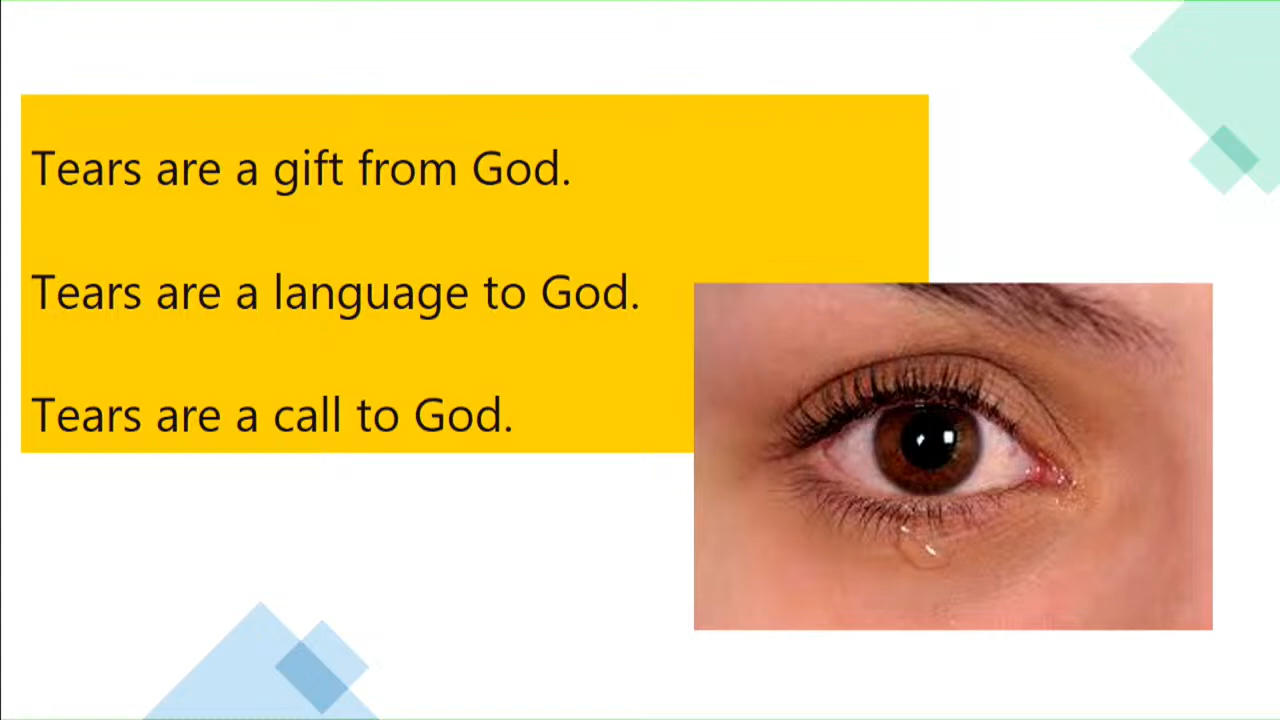 Tears are a gift from God.
Tears are a language to God.
Tears are a call to God.